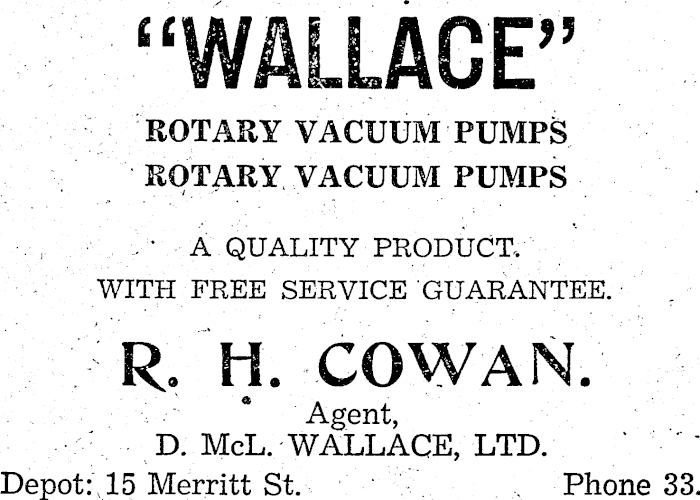 “WALLACE”
ROTARY VACUUM PUMPS
ROTARY VACUUM PUMPS
A QUALITY PRODUCT.
WITH FREE SERVICE GUARANTEE.
R. H. COWAN.
Agent,
D. McL. WALLACE, LTD.
Depot: 15 Merritt St. Phone 33.